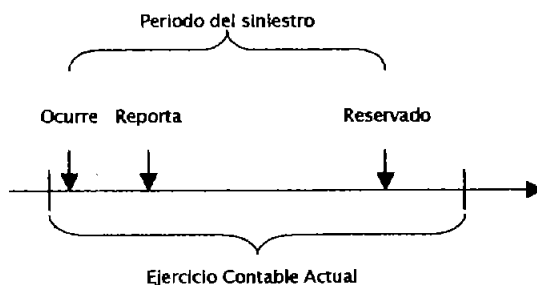 Periodo del siniestro
Ocurre Reporta Reservado
Ejercicio Contable Actual